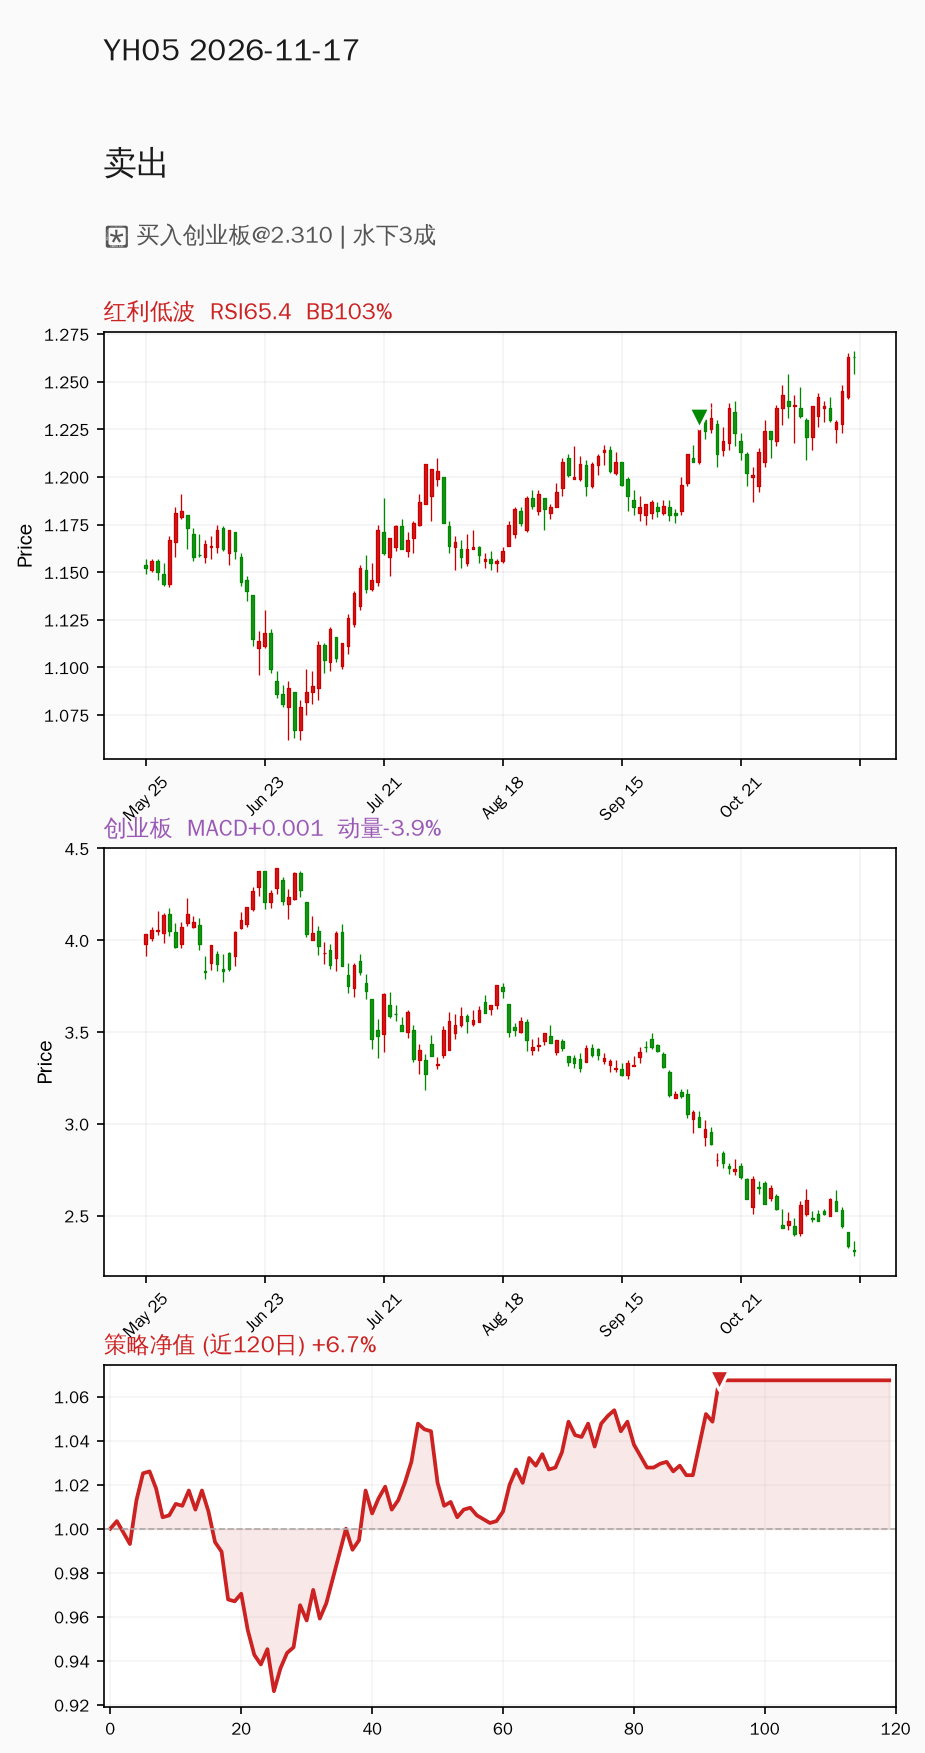 YH05 2026-11-17
卖出
买入创业板@2.310 | 水下3成
红利低波 RSI65.4 BB103%
1.275
1.250
1.225
1.200
1.175
1.150
1.125
1.100
1.075
Price
May 25
Jun 23
Jul 21
Aug 18
Sep 15
Oct 21
创业板 MACD+0.001 动量-3.9%
4.5
4.0
3.5
3.0
2.5
Price
May 25
Jun 23
Jul 21
Aug 18
Sep 15
Oct 21
策略净值 (近120日) +6.7%
1.06
1.04
1.02
1.00
0.98
0.96
0.94
0.92
0
20
40
60
80
100
120